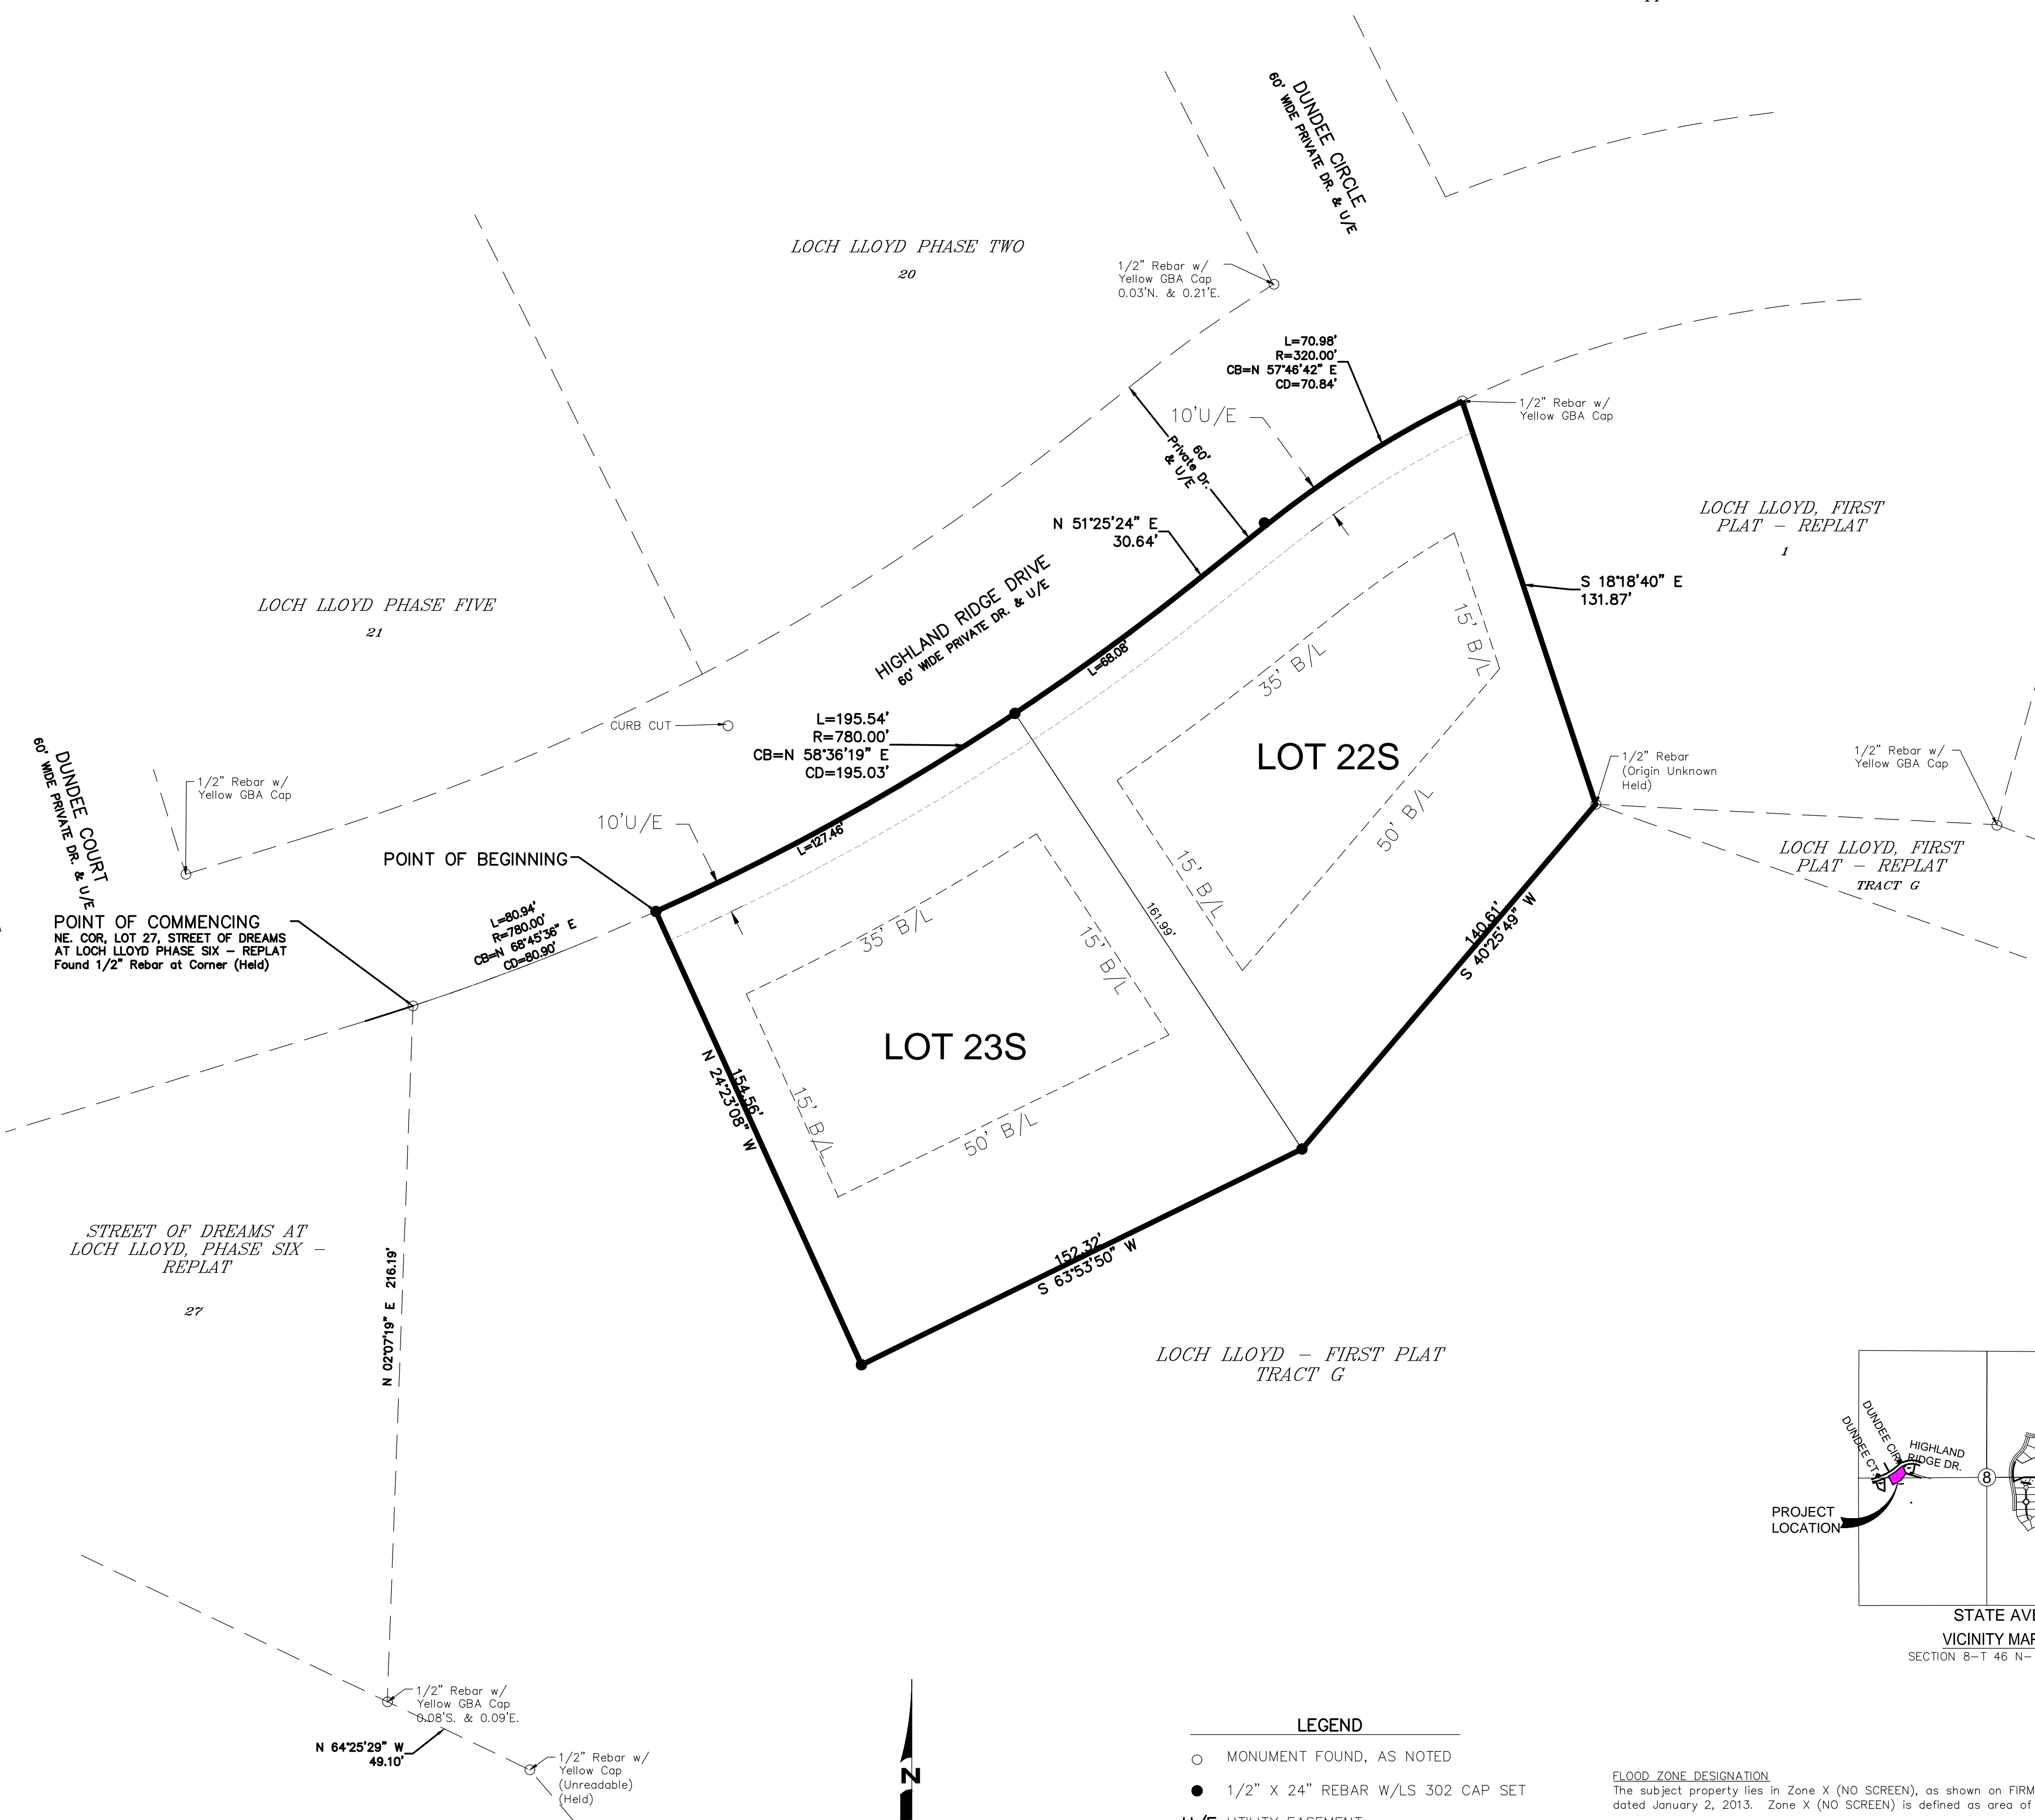 DUNDEE CIRCLE
60' WIDE PRIVATE DR. & U/E
LOCH LLOYD PHASE TWO
20
1/2" Rebar w/
Yellow GBA Cap
0.03'N. & 0.21'E.
L=70.98'
R=320.00'
CB=N 57°46'42" E
CD=70.84'
10'U/E
1/2" Rebar w/
Yellow GBA Cap
60'
Private Dr.
& U/E
N 51°25'24" E
30.64'
LOCH LLOYD, FIRST
PLAT - REPLAT
1
S 18°18'40" E
131.87'
HIGHLAND RIDGE DRIVE
60' WIDE PRIVATE DR. & U/E
LOCH LLOYD PHASE FIVE
21
15' B/L
35' B/L
L=68.08'
CURB CUT
L=195.54'
R=780.00'
CB=N 58°36'19" E
CD=195.03'
LOT 22S
1/2" Rebar
(Origin Unknown
Held)
1/2" Rebar w/
Yellow GBA Cap
DUNDEE COURT
60' WIDE PRIVATE DR. & U/E
1/2" Rebar w/
Yellow GBA Cap
10'U/E
L=127.46'
50' B/L
15' B/L
LOCH LLOYD, FIRST
PLAT - REPLAT
TRACT G
POINT OF BEGINNING
POINT OF COMMENCING
NE. COR, LOT 27, STREET OF DREAMS
AT LOCH LLOYD PHASE SIX - REPLAT
Found 1/2" Rebar at Corner (Held)
L=80.94'
R=780.00'
CB=N 68°45'36" E
CD=80.90'
35' B/L
15' B/L
161.99'
140.61'
S 40°25'49" W
LOT 23S
154.56'
N 24°23'08" W
15' B/L
50' B/L
152.32'
S 63°53'50" W
STREET OF DREAMS AT
LOCH LLOYD, PHASE SIX -
REPLAT
27
N 02°07'19" E 216.19'
LOCH LLOYD - FIRST PLAT
TRACT G
DUNDEE CIR.
DUNDEE CT.
HIGHLAND
RIDGE DR.
8
PROJECT
LOCATION
STATE AVE
VICINITY MAP
SECTION 8-T 46 N-
1/2" Rebar w/
Yellow GBA Cap
0.08'S. & 0.09'E.
N 64°25'29" W
49.10'
1/2" Rebar w/
Yellow Cap
(Unreadable)
(Held)
N
LEGEND
MONUMENT FOUND, AS NOTED
1/2" X 24" REBAR W/LS 302 CAP SET
U/E UTILITY EASEMENT
FLOOD ZONE DESIGNATION
The subject property lies in Zone X (NO SCREEN), as shown on FIRM
dated January 2, 2013. Zone X (NO SCREEN) is defined as area of